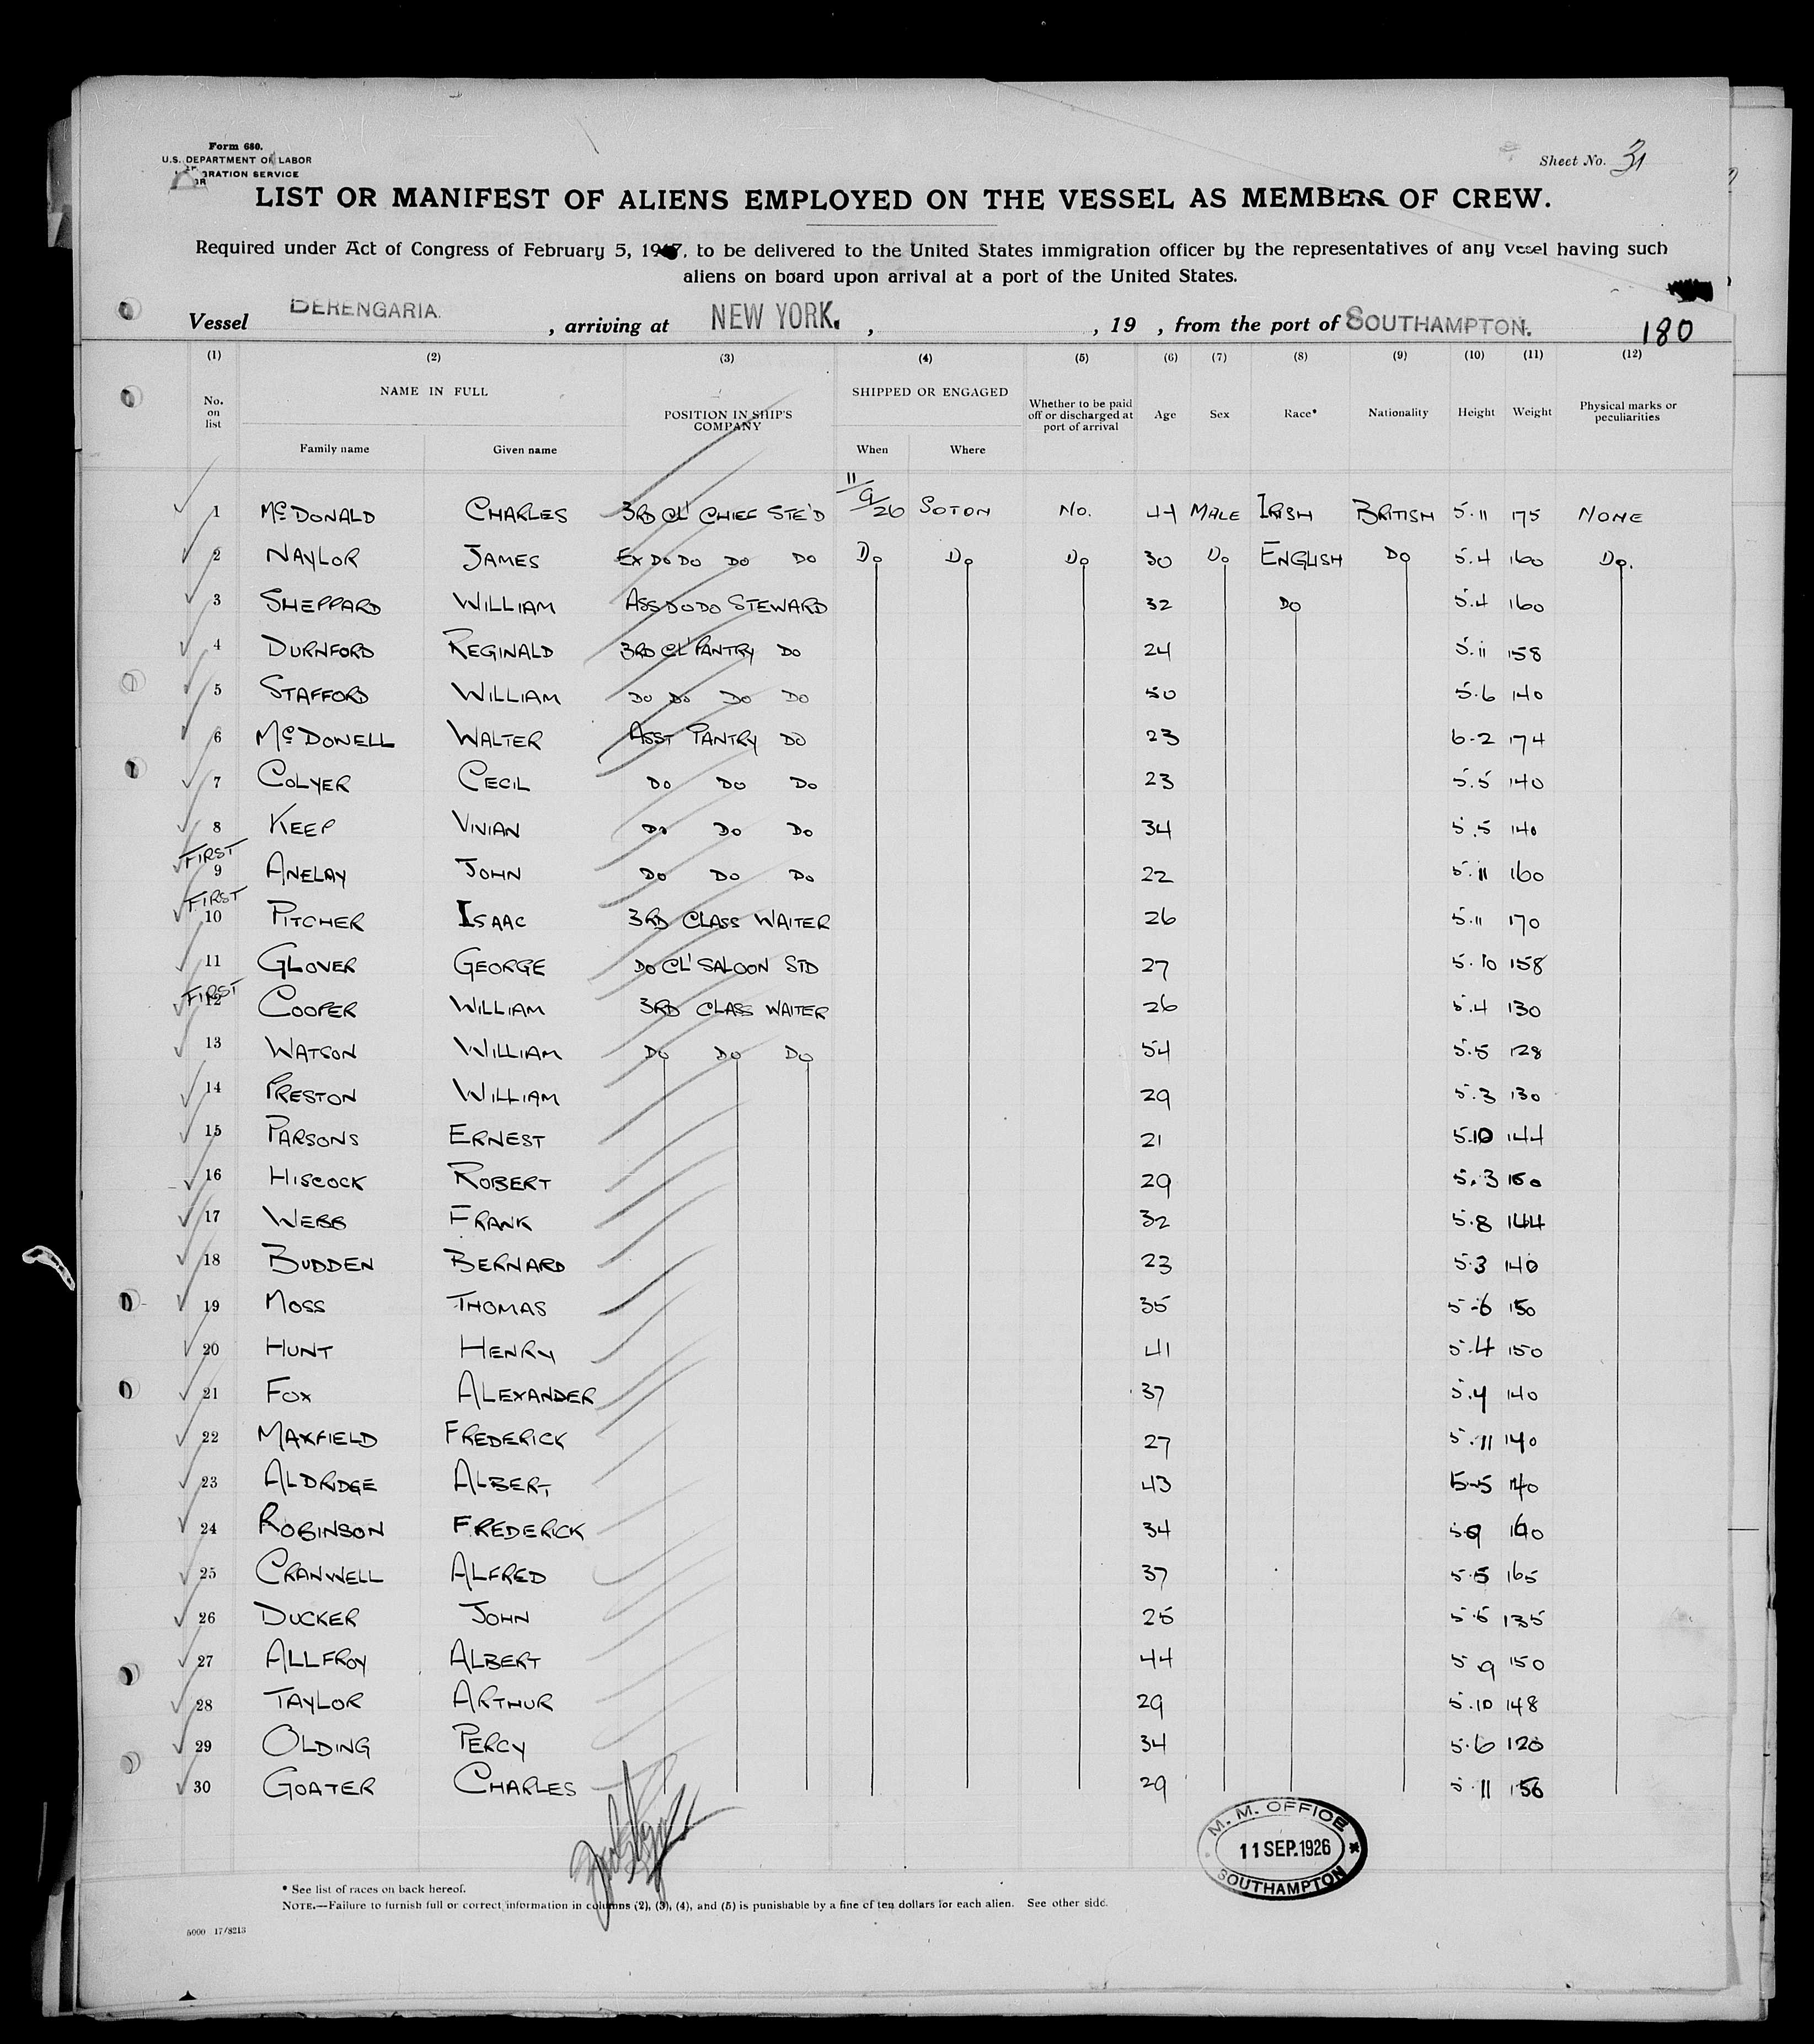 Form 680.
U.S. DEPARTMENT OF LABOR
GRATION SERVICE
Sheet No. 31
LIST OR MANIFEST OF ALIENS EMPLOYED ON THE VESSEL AS MEMBERS OF CREW.
Required under Act of Congress of February 5, 1917, to be delivered to the United States immigration officer by the representatives of any vessel having such
aliens on board upon arrival at a port of the United States.
Vessel BERENGARIA , arriving at NEW YORK. , , 19 , from the port of SOUTHAMPTON. 180
(1) (2) (3) (4) (5) (6) (7) (8) (9) (10) (11) (12)
No. on list NAME IN FULL Family name Given name POSITION IN SHIP'S COMPANY SHIPPED OR ENGAGED When Where Whether to be paid off or discharged at port of arrival Age Sex Race* Nationality Height Weight Physical marks or peculiarities
1 McDONALD CHARLES 3RD CL' CHIEF STE'D 11/9/26 SOTON No. 44 MALE IRISH BRITISH 5.11 175 NONE
2 NAYLOR JAMES EX DO DO DO DO DO DO DO 30 DO ENGLISH DO 5.4 160 DO.
3 SHEPPARD WILLIAM ASS DO DO STEWARD 32 DO 5.4 160
4 DURNFORD REGINALD 3RD CL' PANTRY DO 24 5.11 158
5 STAFFORD WILLIAM DO DO DO DO 50 5.6 140
6 McDOWELL WALTER ASST PANTRY DO 23 6-2 174
7 COLYER CECIL DO DO DO 23 5.5 140
8 KEEP VIVIAN DO DO DO 34 5.5 140
FIRST 9 ANELAY JOHN DO DO DO 22 5.11 160
FIRST 10 PITCHER ISAAC 3RD CLASS WAITER 26 5.11 170
11 GLOVER GEORGE DO CL' SALOON STD 27 5.10 158
FIRST 12 COOPER WILLIAM 3RD CLASS WAITER 26 5.4 130
13 WATSON WILLIAM DO DO DO 54 5.5 128
14 PRESTON WILLIAM 29 5.3 130
15 PARSONS ERNEST 21 5.10 144
16 HISCOCK ROBERT 29 5.3 150
17 WEBB FRANK 32 5.8 144
18 BUDDEN BERNARD 23 5.3 140
19 MOSS THOMAS 35 5-6 150
20 HUNT HENRY 41 5.4 150
21 FOX ALEXANDER 37 5.4 140
22 MAXFIELD FREDERICK 27 5.11 140
23 ALDRIDGE ALBERT 43 5-5 140
24 ROBINSON FREDERICK 34 5 9 160
25 CRANWELL ALFRED 37 5.5 165
26 DUCKER JOHN 25 5.5 135
27 ALLFROY ALBERT 44 5.9 150
28 TAYLOR ARTHUR 29 5.10 148
29 OLDING PERCY 34 5.6 120
30 GOATER CHARLES 29 5.11 156
M. M. OFFICE
11 SEP. 1926
SOUTHAMPTON
* See list of races on back hereof.
NOTE.—Failure to furnish full or correct information in columns (2), (3), (4), and (5) is punishable by a fine of ten dollars for each alien. See other side.
5000 17/8213